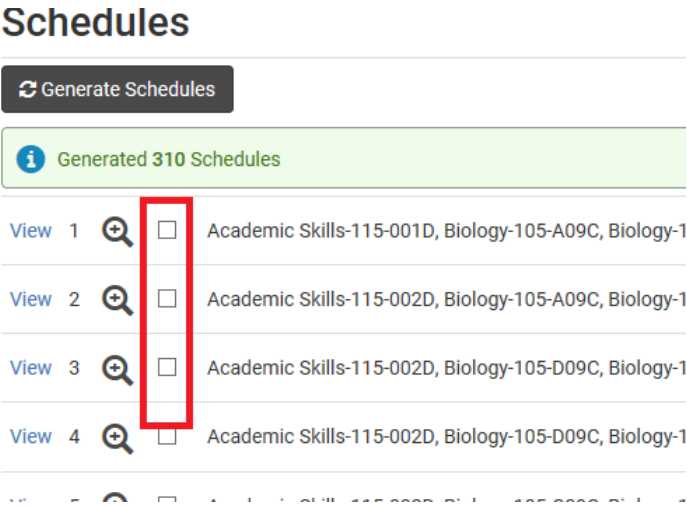 Schedules
Generate Schedules
Generated 310 Schedules
View 1 Academic Skills-115-001D, Biology-105-A09C, Biology-1
View 2 Academic Skills-115-002D, Biology-105-A09C, Biology-1
View 3 Academic Skills-115-002D, Biology-105-D09C, Biology-1
View 4 Academic Skills-115-002D, Biology-105-D09C, Biology-1